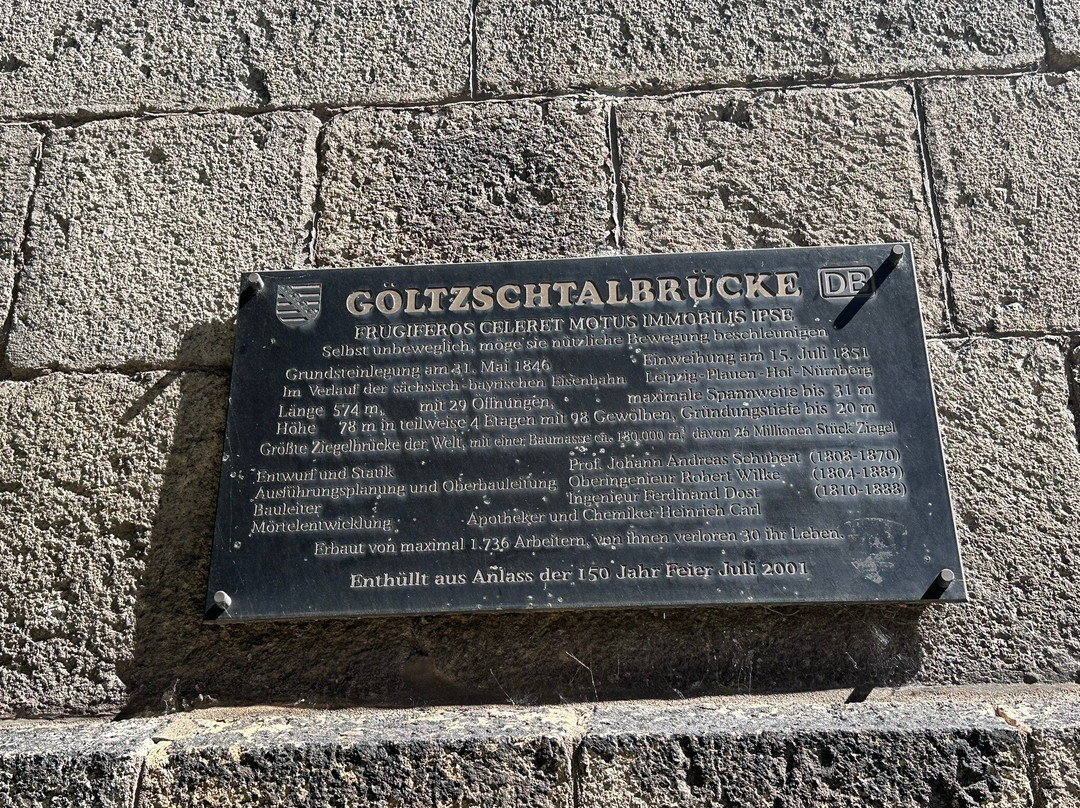 GÖLTZSCHTALBRÜCKE DB
FRUGIFEROS CELERET MOTUS IMMOBILIS IPSE
Selbst unbeweglich, möge sie nützliche Bewegung beschleunigen.
Grundsteinlegung am 31. Mai 1846 Einweihung am 15. Juli 1851
Im Verlauf der sächsisch-bayrischen Eisenbahn Leipzig-Plauen-Hof-Nürnberg
Länge 574 m, mit 29 Öffnungen, maximale Spannweite bis 31 m
Höhe 78 m in teilweise 4 Etagen mit 98 Gewölben, Gründungstiefe bis 20 m
Größte Ziegelbrücke der Welt, mit einer Baumasse ca. 180.000 m³ davon 26 Millionen Stück Ziegel
Entwurf und Statik Prof. Johann Andreas Schubert (1808-1870)
Ausführungsplanung und Oberbauleitung Oberingenieur Robert Wilke (1804-1889)
Bauleiter Ingenieur Ferdinand Dost (1810-1888)
Mörtelentwicklung Apotheker und Chemiker Heinrich Carl
Erbaut von maximal 1.736 Arbeitern, von ihnen verloren 30 ihr Leben.
Enthüllt aus Anlass der 150 Jahr Feier Juli 2001